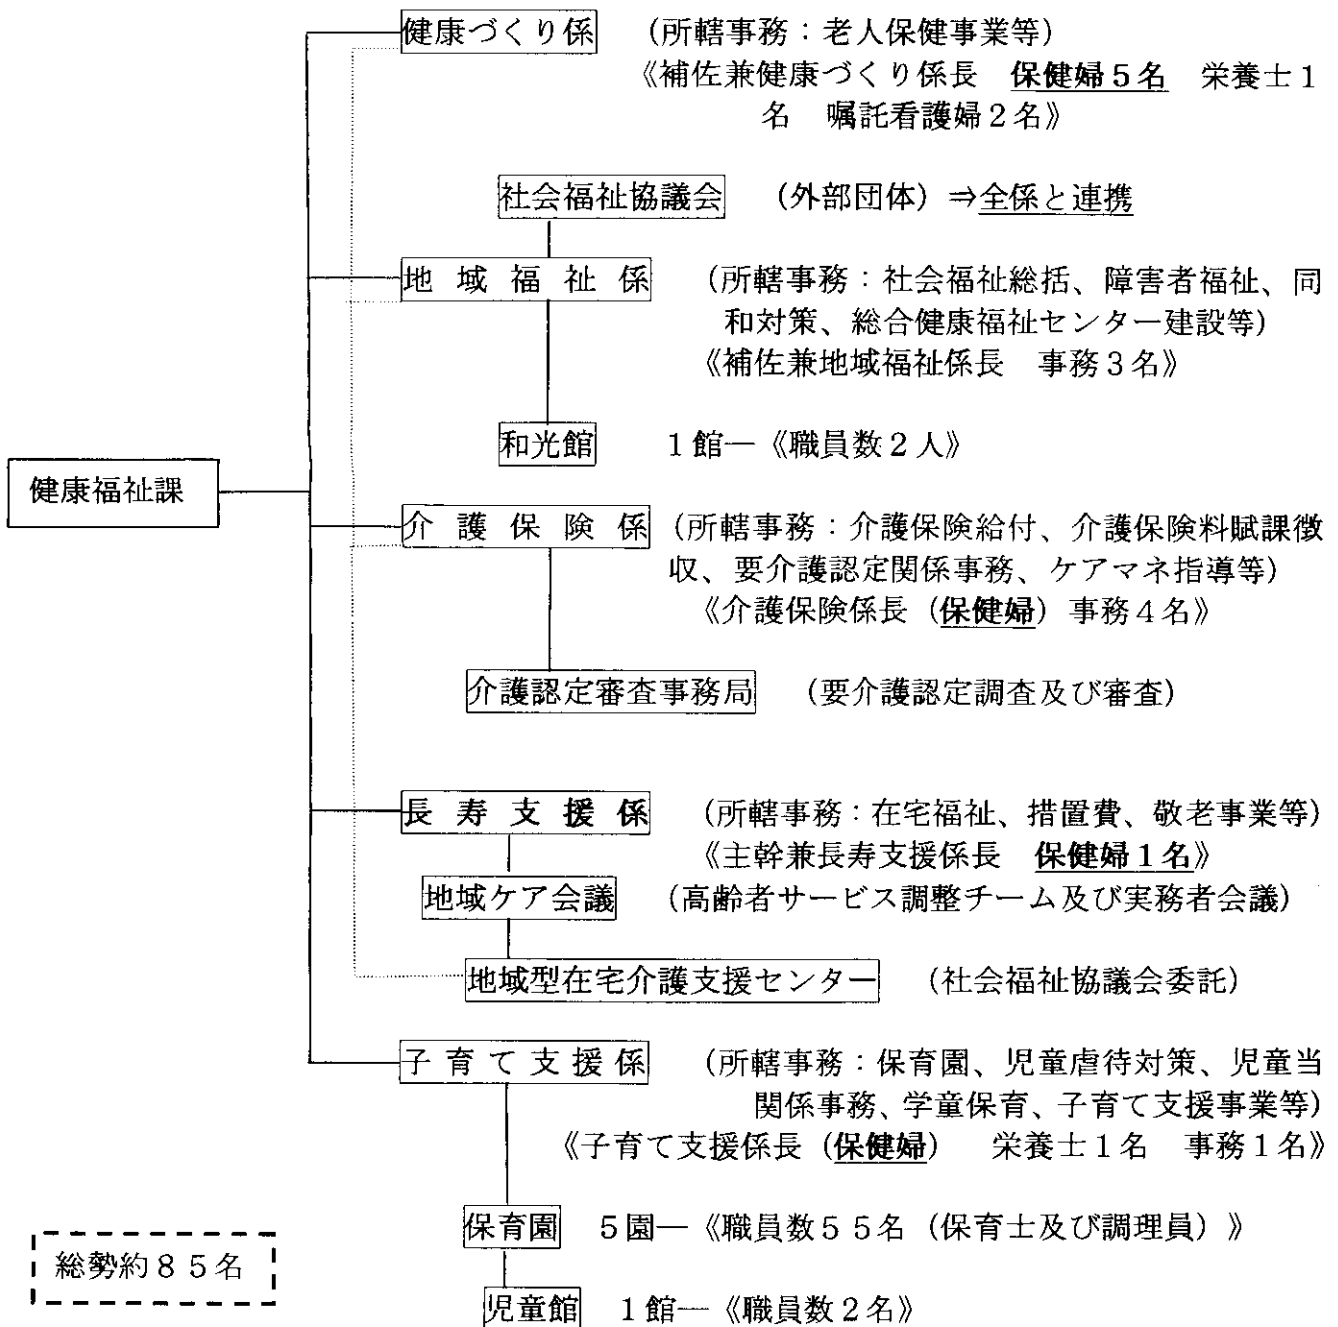 健康づくり係 (所轄事務：老人保健事業等)
《補佐兼健康づくり係長 保健婦５名 栄養士１
名 嘱託看護婦２名》
社会福祉協議会 (外部団体) ⇒全係と連携
地域福祉係 (所轄事務：社会福祉総括、障害者福祉、同
和対策、総合健康福祉センター建設等)
《補佐兼地域福祉係長 事務３名》
和光館 １館―《職員数２人》
健康福祉課
介護保険係 (所轄事務：介護保険給付、介護保険料賦課徴
収、要介護認定関係事務、ケアマネ指導等)
《介護保険係長 (保健婦) 事務４名》
介護認定審査事務局 (要介護認定調査及び審査)
長寿支援係 (所轄事務：在宅福祉、措置費、敬老事業等)
《主幹兼長寿支援係長 保健婦１名》
地域ケア会議 (高齢者サービス調整チーム及び実務者会議)
地域型在宅介護支援センター (社会福祉協議会委託)
子育て支援係 (所轄事務：保育園、児童虐待対策、児童当
関係事務、学童保育、子育て支援事業等)
《子育て支援係長 (保健婦) 栄養士１名 事務１名》
保育園 ５園―《職員数５５名 (保育士及び調理員) 》
総勢約８５名
児童館 １館―《職員数２名》